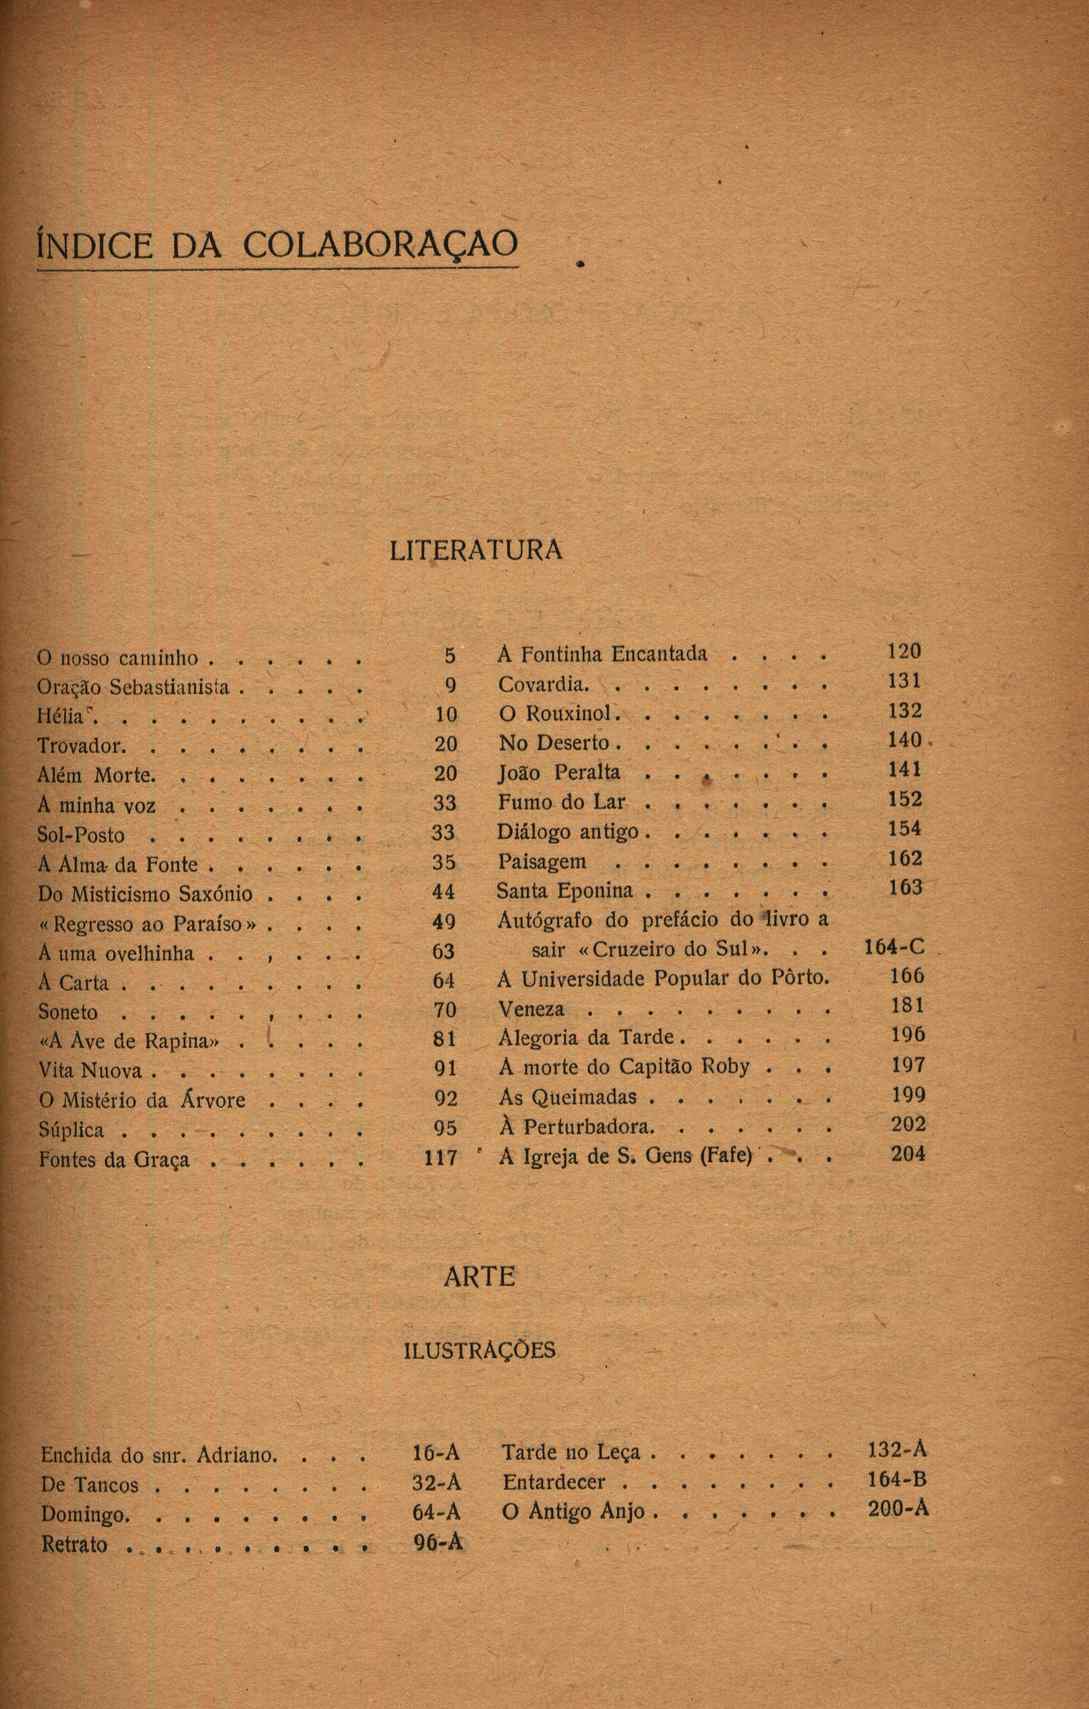 ÍNDICE DA COLABORAÇAO
LITERATURA
O nosso caminho . . . . . . 5
Oração Sebastianista . . . . . 9
Hélia . . . . . . . . . . 10
Trovador. . . . . . . . . 20
Além Morte. . . . . . . . 20
A minha voz . . . . . . . 33
Sol-Posto . . . . . . . . 33
A Alma da Fonte . . . . . . 35
Do Misticismo Saxónio . . . . 44
«Regresso ao Paraíso» . . . . 49
A uma ovelhinha . . . . . . 63
A Carta . . . . . . . . . 64
Soneto . . . . . . . . . 70
«A Ave de Rapina» . . . . . 81
Vita Nuova . . . . . . . . 91
O Mistério da Árvore . . . . 92
Súplica . . . . . . . . . 95
Fontes da Graça . . . . . . 117
A Fontinha Encantada . . . . 120
Covardia. . . . . . . . . 131
O Rouxinol . . . . . . . . 132
No Deserto . . . . . . . . 140
João Peralta . . . . . . . 141
Fumo do Lar . . . . . . . 152
Diálogo antigo . . . . . . . 154
Paisagem . . . . . . . . 162
Santa Eponina . . . . . . . 163
Autógrafo do prefácio do livro a
sair «Cruzeiro do Sul». . . 164-C
A Universidade Popular do Pôrto. 166
Veneza . . . . . . . . . 181
Alegoria da Tarde . . . . . . 196
A morte do Capitão Roby . . . 197
As Queimadas . . . . . . . 199
À Perturbadora. . . . . . . 202
A Igreja de S. Gens (Fafe) . . . 204
ARTE
ILUSTRAÇÕES
Enchida do snr. Adriano. . . . 16-A
De Tancos . . . . . . . . 32-A
Domingo. . . . . . . . . 64-A
Retrato . . . . . . . . . 96-A
Tarde no Leça . . . . . . . 132-A
Entardecer . . . . . . . . 164-B
O Antigo Anjo . . . . . . . 200-A